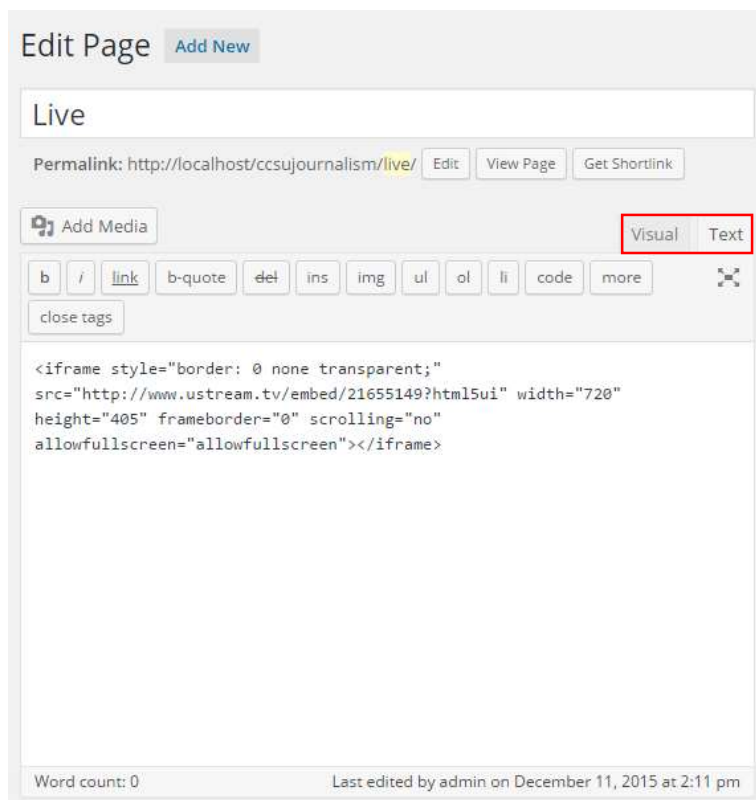 Edit Page Add New
Live
Permalink: http://localhost/ccsujournalism/live/ Edit View Page Get Shortlink
Add Media Visual Text
b i link b-quote del ins img ul ol li code more
close tags
<iframe style="border: 0 none transparent;"
src="http://www.ustream.tv/embed/21655149?html5ui" width="720"
height="405" frameborder="0" scrolling="no"
allowfullscreen="allowfullscreen"></iframe>
Word count: 0 Last edited by admin on December 11, 2015 at 2:11 pm